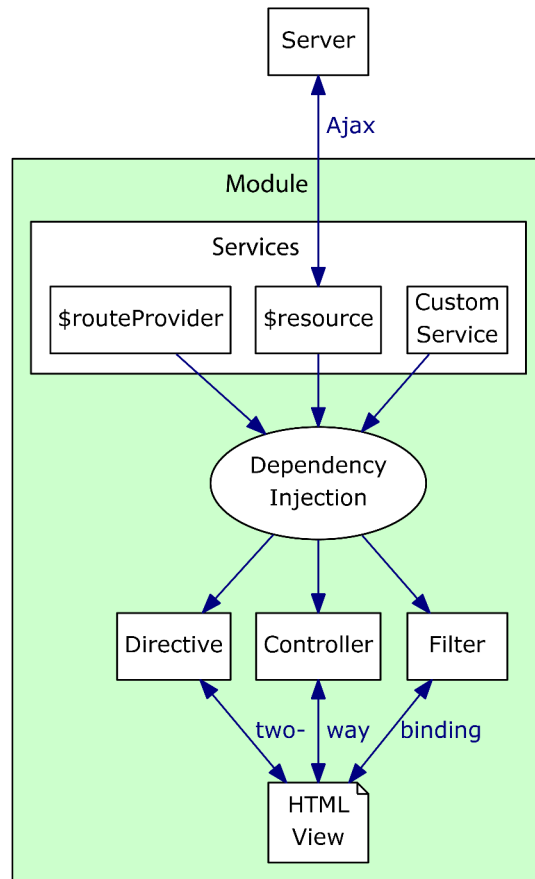 Server
Ajax
Module
Services
$routeProvider
$resource
Custom
Service
Dependency
Injection
Directive
Controller
Filter
two- way binding
HTML
View